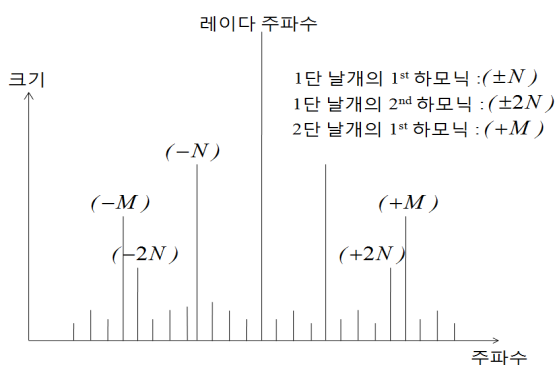 레이다 주파수
크기
1단 날개의 1st 하모닉 :(±N)
1단 날개의 2nd 하모닉 :(±2N)
2단 날개의 1st 하모닉 :(+M)
(−N)
(−M)
(+M)
(−2N)
(+2N)
주파수